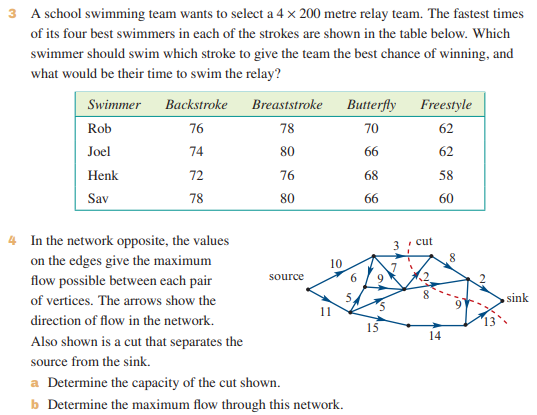 3 A school swimming team wants to select a 4 × 200 metre relay team. The fastest times
of its four best swimmers in each of the strokes are shown in the table below. Which
swimmer should swim which stroke to give the team the best chance of winning, and
what would be their time to swim the relay?
Swimmer Backstroke Breaststroke Butterfly Freestyle
Rob 76 78 70 62
Joel 74 80 66 62
Henk 72 76 68 58
Sav 78 80 66 60
4 In the network opposite, the values
on the edges give the maximum
flow possible between each pair
of vertices. The arrows show the
direction of flow in the network.
Also shown is a cut that separates the
source from the sink.
a Determine the capacity of the cut shown.
b Determine the maximum flow through this network.
3 cut
10 7 8
source 6 9 2 2
5 8 sink
11 5 9
15 13
14